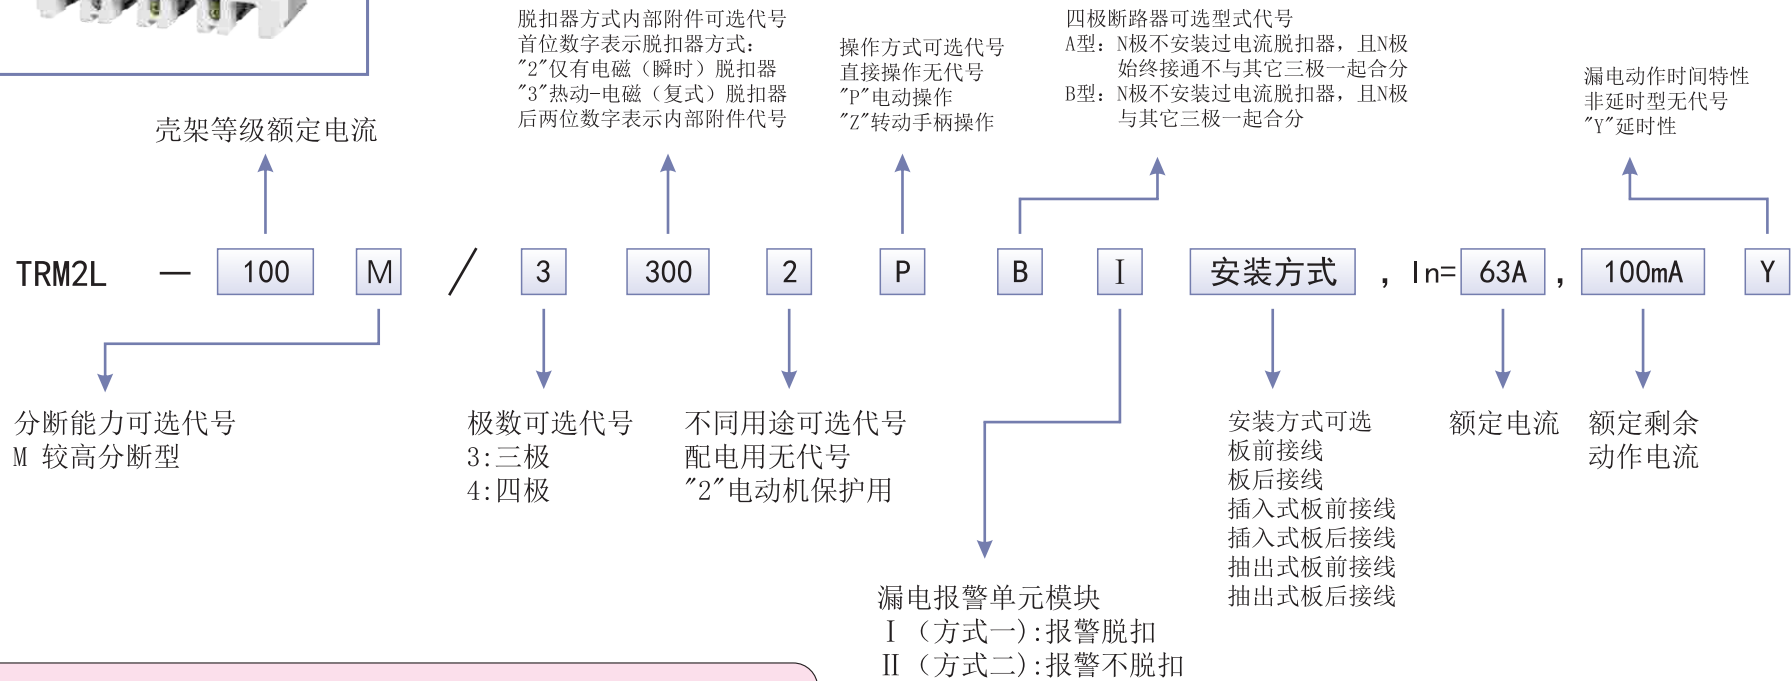 脱扣器方式内部附件可选代号
首位数字表示脱扣器方式：
"2"仅有电磁（瞬时）脱扣器
"3"热动-电磁（复式）脱扣器
后两位数字表示内部附件代号
操作方式可选代号
直接操作无代号
"P"电动操作
"Z"转动手柄操作
四极断路器可选型式代号
A型：N极不安装过电流脱扣器，且N极
始终接通不与其它三极一起合分
B型：N极不安装过电流脱扣器，且N极
与其它三极一起合分
漏电动作时间特性
非延时型无代号
"Y"延时性
壳架等级额定电流
TRM2L — 100 M / 3 300 2 P B I 安装方式 , In= 63A , 100mA Y
分断能力可选代号
M 较高分断型
极数可选代号
3:三极
4:四极
不同用途可选代号
配电用无代号
"2"电动机保护用
漏电报警单元模块
I （方式一）:报警脱扣
II （方式二）:报警不脱扣
安装方式可选
板前接线
板后接线
插入式板前接线
插入式板后接线
抽出式板前接线
抽出式板后接线
额定电流
额定剩余
动作电流